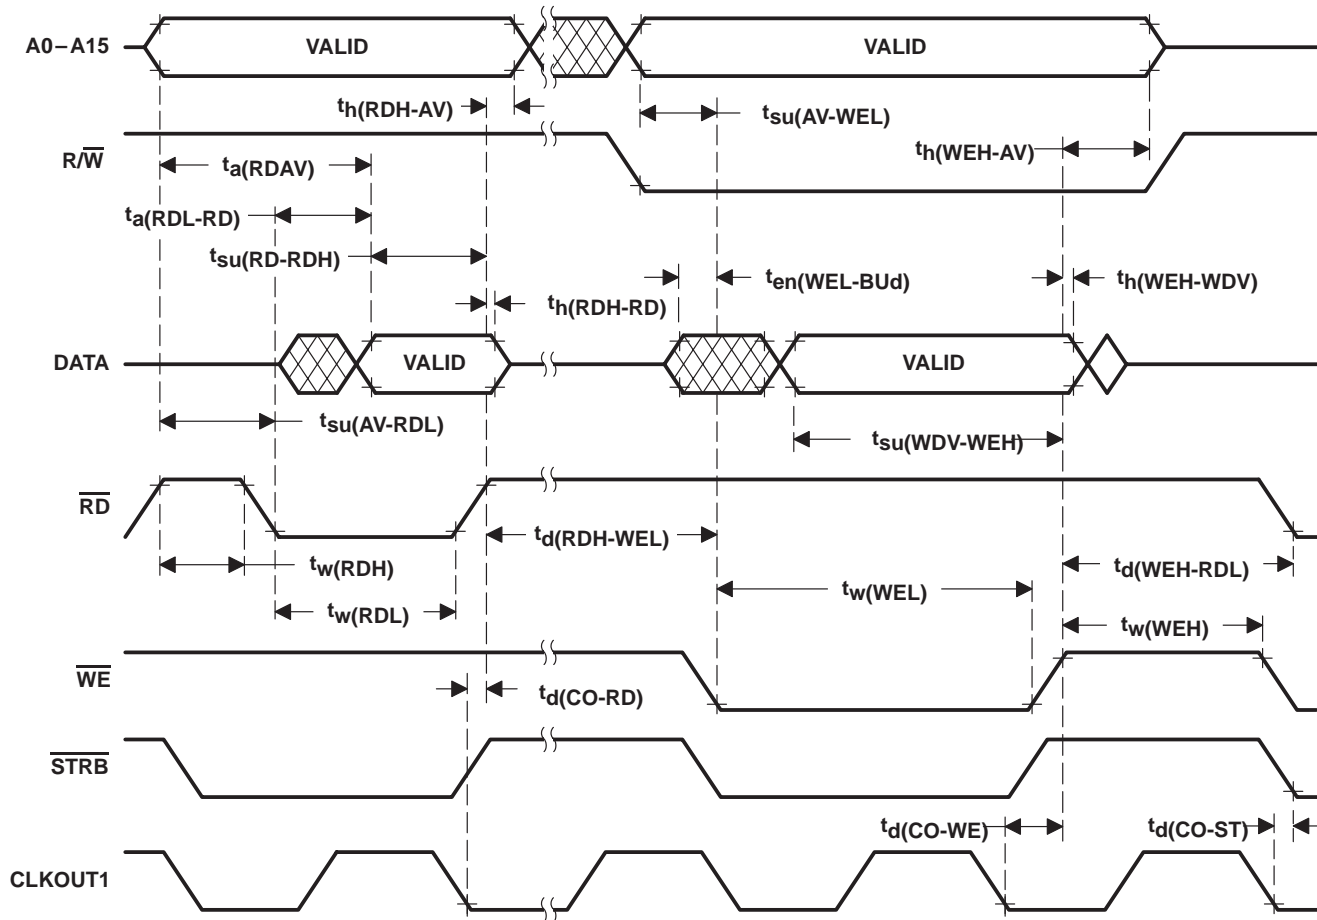 A0–A15
VALID
VALID
th(RDH-AV)
tsu(AV-WEL)
R/W̅
th(WEH-AV)
ta(RDAV)
ta(RDL-RD)
tsu(RD-RDH)
ten(WEL-BUd)
th(WEH-WDV)
th(RDH-RD)
DATA
VALID
VALID
tsu(AV-RDL)
tsu(WDV-WEH)
R̅D̅
td(RDH-WEL)
tw(RDH)
td(WEH-RDL)
tw(WEL)
tw(RDL)
tw(WEH)
W̅E̅
td(CO-RD)
S̅T̅R̅B̅
td(CO-WE)
td(CO-ST)
CLKOUT1